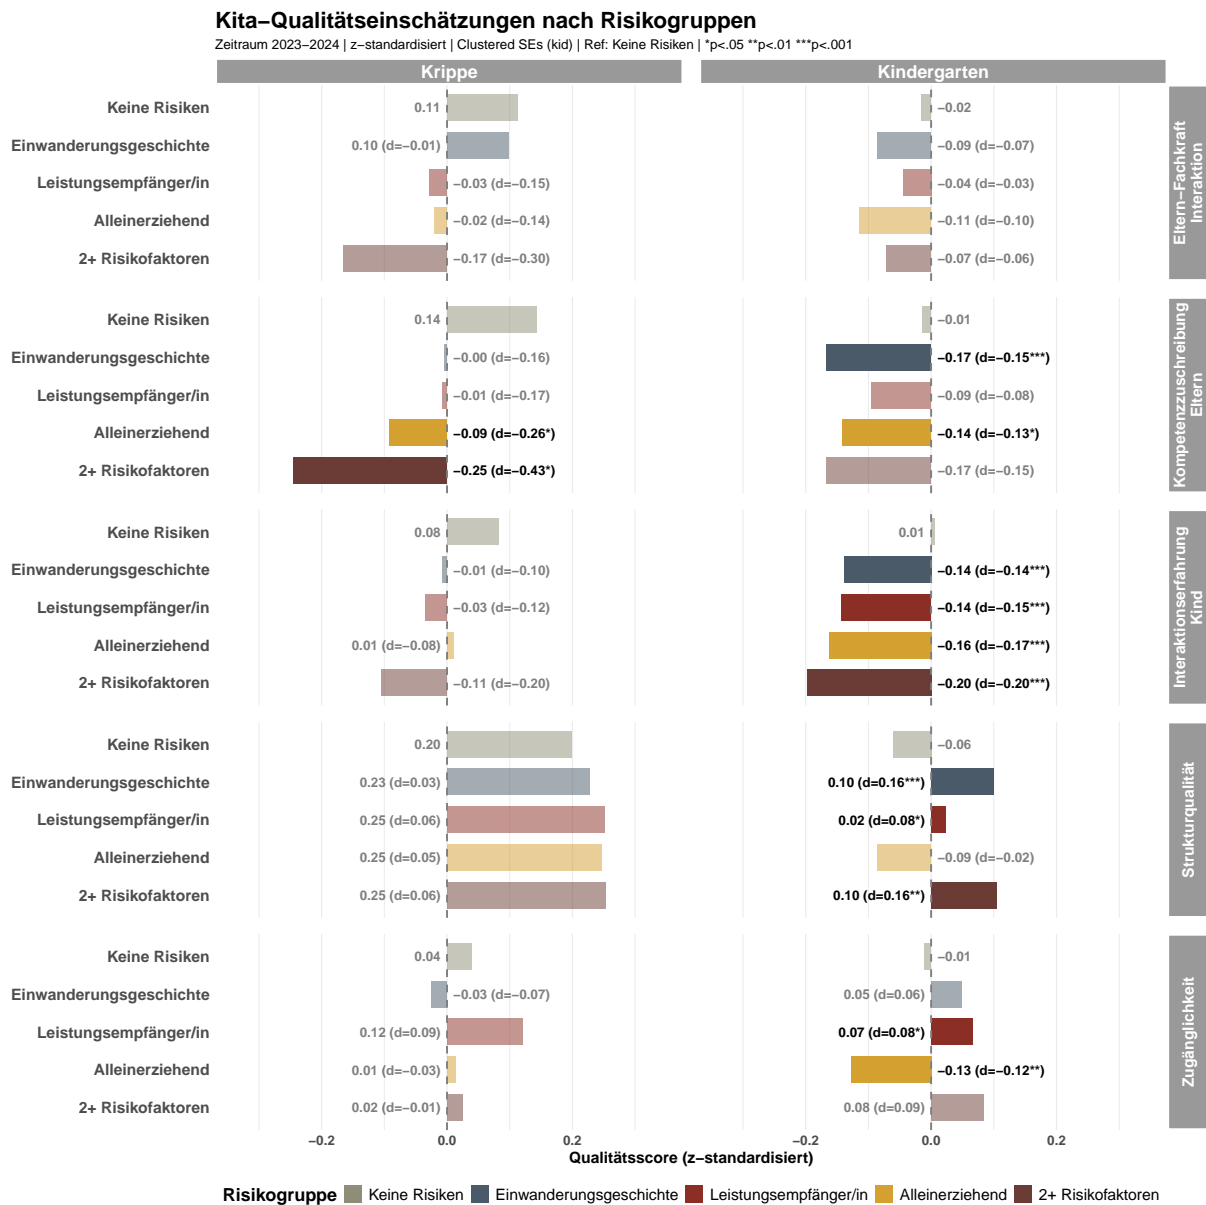 Kita−Qualitätseinschätzungen nach Risikogruppen
Zeitraum 2023−2024 | z−standardisiert | Clustered SEs (kid) | Ref: Keine Risiken | *p<.05 **p<.01 ***p<.001
Krippe Kindergarten
Keine Risiken 0.11 −0.02
Einwanderungsgeschichte 0.10 (d=−0.01) −0.09 (d=−0.07)
Leistungsempfänger/in −0.03 (d=−0.15) −0.04 (d=−0.03)
Alleinerziehend −0.02 (d=−0.14) −0.11 (d=−0.10)
2+ Risikofaktoren −0.17 (d=−0.30) −0.07 (d=−0.06)
Eltern−Fachkraft
Interaktion
Keine Risiken 0.14 −0.01
Einwanderungsgeschichte −0.00 (d=−0.16) −0.17 (d=−0.15***)
Leistungsempfänger/in −0.01 (d=−0.17) −0.09 (d=−0.08)
Alleinerziehend −0.09 (d=−0.26*) −0.14 (d=−0.13*)
2+ Risikofaktoren −0.25 (d=−0.43*) −0.17 (d=−0.15)
Kompetenzzuschreibung
Eltern
Keine Risiken 0.08 0.01
Einwanderungsgeschichte −0.01 (d=−0.10) −0.14 (d=−0.14***)
Leistungsempfänger/in −0.03 (d=−0.12) −0.14 (d=−0.15***)
Alleinerziehend 0.01 (d=−0.08) −0.16 (d=−0.17***)
2+ Risikofaktoren −0.11 (d=−0.20) −0.20 (d=−0.20***)
Interaktionserfahrung
Kind
Keine Risiken 0.20 −0.06
Einwanderungsgeschichte 0.23 (d=0.03) 0.10 (d=0.16***)
Leistungsempfänger/in 0.25 (d=0.06) 0.02 (d=0.08*)
Alleinerziehend 0.25 (d=0.05) −0.09 (d=−0.02)
2+ Risikofaktoren 0.25 (d=0.06) 0.10 (d=0.16**)
Strukturqualität
Keine Risiken 0.04 −0.01
Einwanderungsgeschichte −0.03 (d=−0.07) 0.05 (d=0.06)
Leistungsempfänger/in 0.12 (d=0.09) 0.07 (d=0.08*)
Alleinerziehend 0.01 (d=−0.03) −0.13 (d=−0.12**)
2+ Risikofaktoren 0.02 (d=−0.01) 0.08 (d=0.09)
Zugänglichkeit
−0.2 0.0 0.2 −0.2 0.0 0.2
Qualitätsscore (z−standardisiert)
Risikogruppe Keine Risiken Einwanderungsgeschichte Leistungsempfänger/in Alleinerziehend 2+ Risikofaktoren